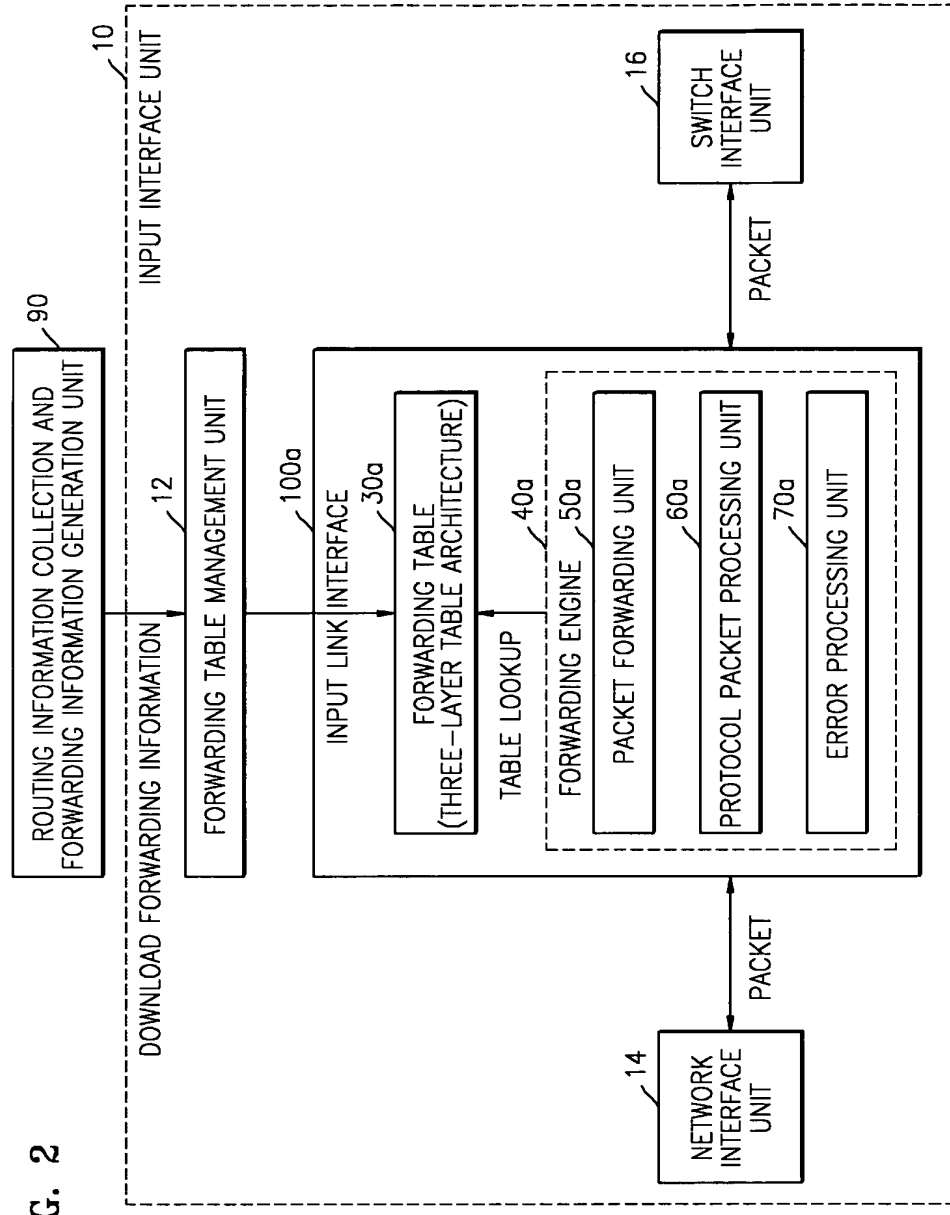 G. 2
ROUTING INFORMATION COLLECTION AND
FORWARDING INFORMATION GENERATION UNIT
90
DOWNLOAD FORWARDING INFORMATION
10
INPUT INTERFACE UNIT
12
FORWARDING TABLE MANAGEMENT UNIT
100a
INPUT LINK INTERFACE
30a
FORWARDING TABLE
(THREE-LAYER TABLE ARCHITECTURE)
TABLE LOOKUP
40a
FORWARDING ENGINE
50a
PACKET FORWARDING UNIT
60a
PROTOCOL PACKET PROCESSING UNIT
70a
ERROR PROCESSING UNIT
14
NETWORK
INTERFACE
UNIT
PACKET
PACKET
16
SWITCH
INTERFACE
UNIT